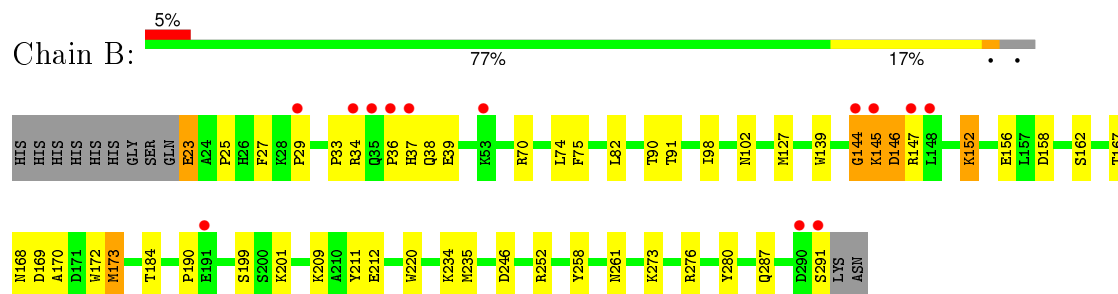 5%
Chain B:
77% 17% • •
HIS HIS HIS HIS HIS HIS GLY SER GLN E23 A24 P25 H26 F27 K28 P29 P33 R34 Q35 P36 H37 Q38 E39 K53 R70 L74 F75 L82 T90 T91 I98 N102 M127 W139 G144 K145 D146 R147 L148 K152 E156 L157 D158 S162 T167
N168 D169 A170 D171 W172 M173 T184 P190 E191 S199 S200 K201 K209 A210 Y211 E212 W220 K234 M235 D246 R252 Y258 N261 K273 R276 Y280 Q287 D290 S291 LYS ASN